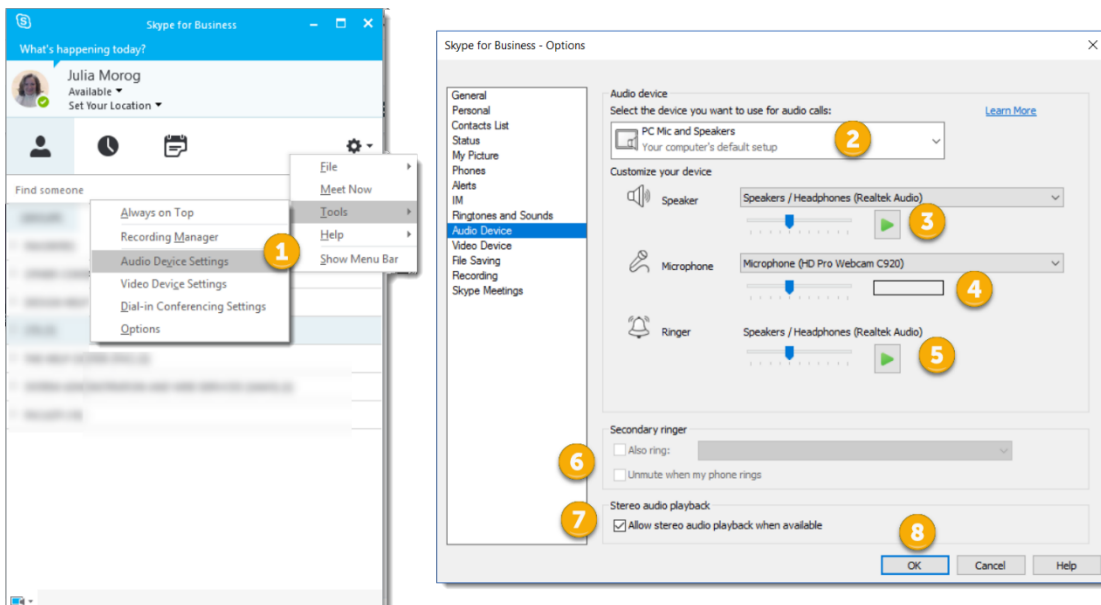 Skype for Business
What's happening today?
Julia Morog
Available
Set Your Location
Find someone
File
Meet Now
Tools
Help
Show Menu Bar
Always on Top
Recording Manager
Audio Device Settings
Video Device Settings
Dial-in Conferencing Settings
Options
1
Skype for Business - Options
General
Personal
Contacts List
Status
My Picture
Phones
Alerts
IM
Ringtones and Sounds
Audio Device
Video Device
File Saving
Recording
Skype Meetings
Audio device
Select the device you want to use for audio calls: Learn More
PC Mic and Speakers
Your computer's default setup
2
Customize your device
Speaker Speakers / Headphones (Realtek Audio)
3
Microphone Microphone (HD Pro Webcam C920)
4
Ringer Speakers / Headphones (Realtek Audio)
5
Secondary ringer
Also ring:
6
Unmute when my phone rings
Stereo audio playback
7
Allow stereo audio playback when available
8
OK Cancel Help